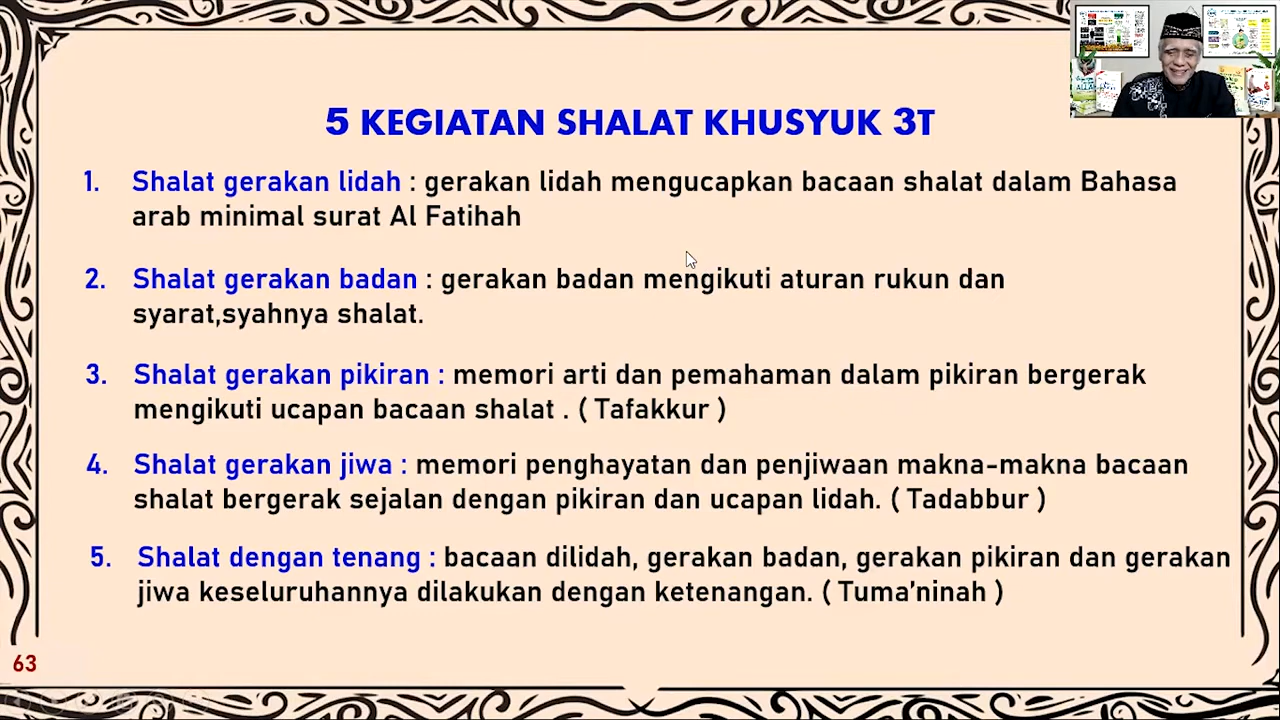 5 KEGIATAN SHALAT KHUSYUK 3T
1. Shalat gerakan lidah : gerakan lidah mengucapkan bacaan shalat dalam Bahasa
arab minimal surat Al Fatihah
2. Shalat gerakan badan : gerakan badan mengikuti aturan rukun dan
syarat,syahnya shalat.
3. Shalat gerakan pikiran : memori arti dan pemahaman dalam pikiran bergerak
mengikuti ucapan bacaan shalat . ( Tafakkur )
4. Shalat gerakan jiwa : memori penghayatan dan penjiwaan makna-makna bacaan
shalat bergerak sejalan dengan pikiran dan ucapan lidah. ( Tadabbur )
5. Shalat dengan tenang : bacaan dilidah, gerakan badan, gerakan pikiran dan gerakan
jiwa keseluruhannya dilakukan dengan ketenangan. ( Tuma’ninah )
63